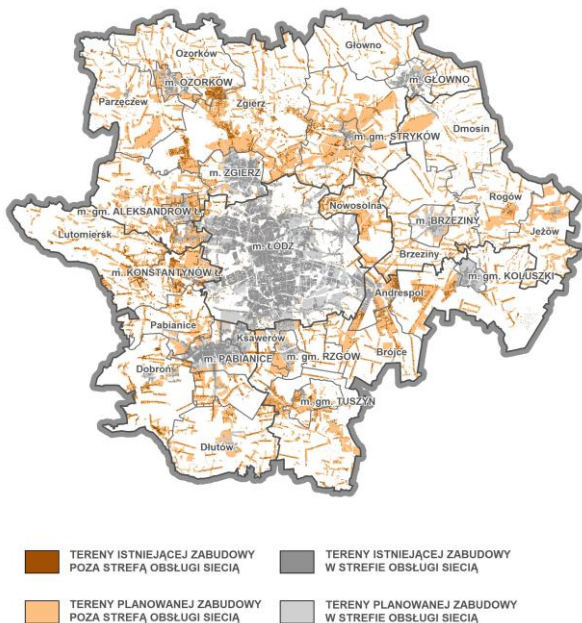 Ozorków
Głowno
m. OZORKÓW
m. GŁOWNO
Parzęczew
Zgierz
Dmosin
m. gm. STRYKÓW
m. ZGIERZ
Rogów
m. gm. ALEKSANDRÓW Ł.
Nowosolna
m. BRZEZINY
Jeżów
Lutomiersk
m. ŁÓDŹ
Brzeziny
m. KONSTANTYNÓW Ł.
m. gm. KOLUSZKI
Andrespol
Pabianice
Ksawerów
m. PABIANICE
m. gm. RZGÓW
Brójce
Dobroń
m. gm. TUSZYN
Dłutów
TERENY ISTNIEJĄCEJ ZABUDOWY
POZA STREFĄ OBSŁUGI SIECIĄ
TERENY ISTNIEJĄCEJ ZABUDOWY
W STREFIE OBSŁUGI SIECIĄ
TERENY PLANOWANEJ ZABUDOWY
POZA STREFĄ OBSŁUGI SIECIĄ
TERENY PLANOWANEJ ZABUDOWY
W STREFIE OBSŁUGI SIECIĄ